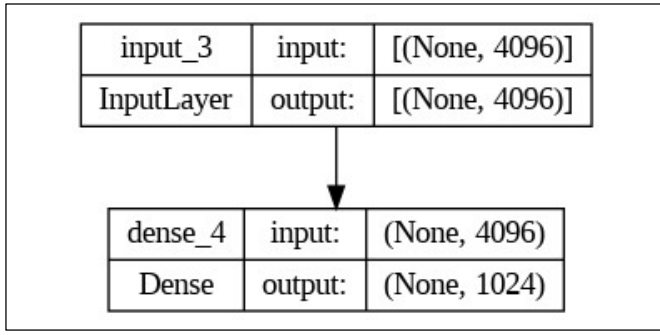 input_3 input: [(None, 4096)]
InputLayer output: [(None, 4096)]
dense_4 input: (None, 4096)
Dense output: (None, 1024)